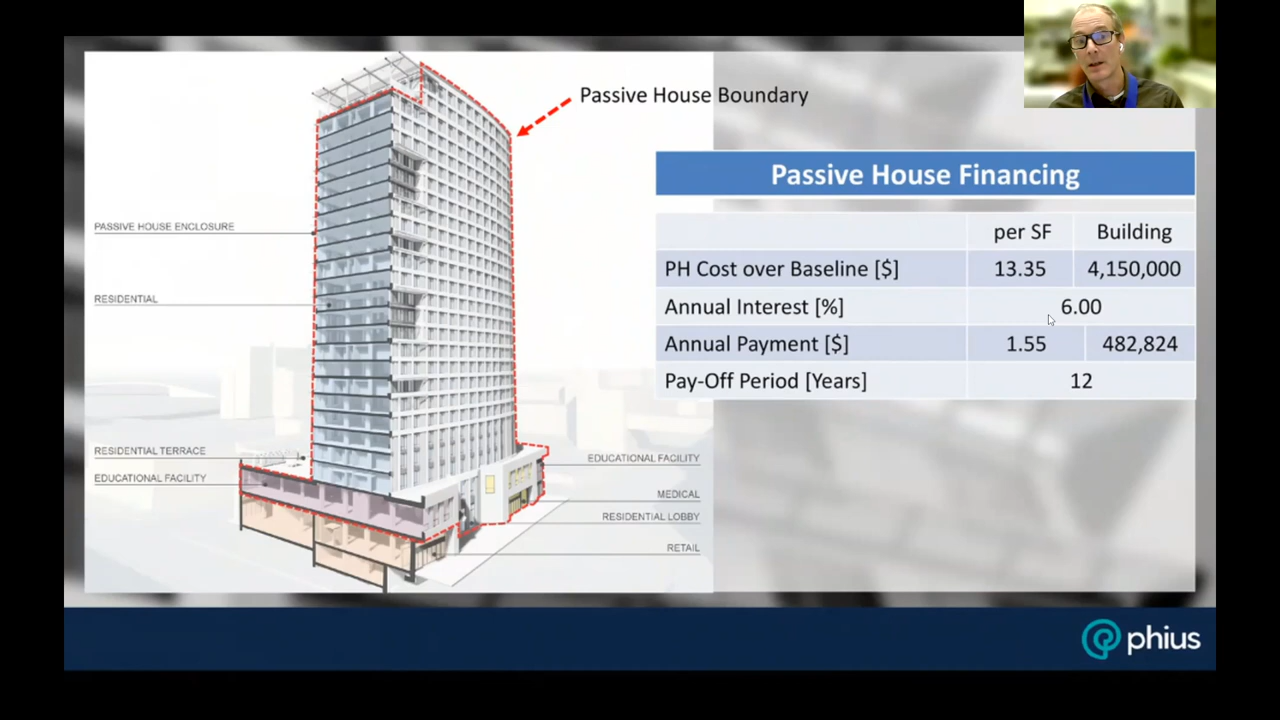 Passive House Boundary
PASSIVE HOUSE ENCLOSURE
RESIDENTIAL
RESIDENTIAL TERRACE
EDUCATIONAL FACILITY
EDUCATIONAL FACILITY
MEDICAL
RESIDENTIAL LOBBY
RETAIL
Passive House Financing
per SF Building
PH Cost over Baseline [$] 13.35 4,150,000
Annual Interest [%] 6.00
Annual Payment [$] 1.55 482,824
Pay-Off Period [Years] 12
phius